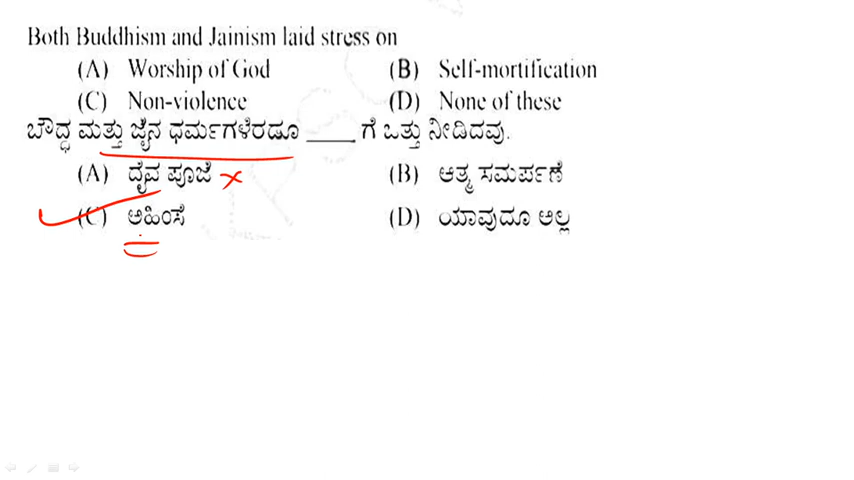 Both Buddhism and Jainism laid stress on
(A) Worship of God (B) Self-mortification
(C) Non-violence (D) None of these
ಬೌದ್ಧ ಮತ್ತು ಜೈನ ಧರ್ಮಗಳೆರಡೂ ____ ಗೆ ಒತ್ತು ನೀಡಿದವು.
(A) ದೈವ ಪೂಜೆ (B) ಆತ್ಮ ಸಮರ್ಪಣೆ
(C) ಅಹಿಂಸೆ (D) ಯಾವುದೂ ಅಲ್ಲ